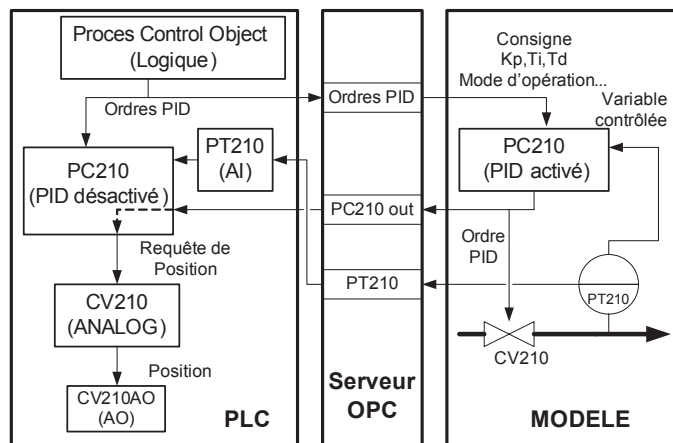 Proces Control Object
(Logique)
Ordres PID
PT210
(AI)
PC210
(PID désactivé)
Requête de
Position
CV210
(ANALOG)
Position
CV210AO
(AO)
PLC
Ordres PID
PC210 out
PT210
Serveur
OPC
Consigne
Kp,Ti,Td
Mode d'opération...
Variable
contrôlée
PC210
(PID activé)
Ordre
PID
PT210
CV210
MODELE